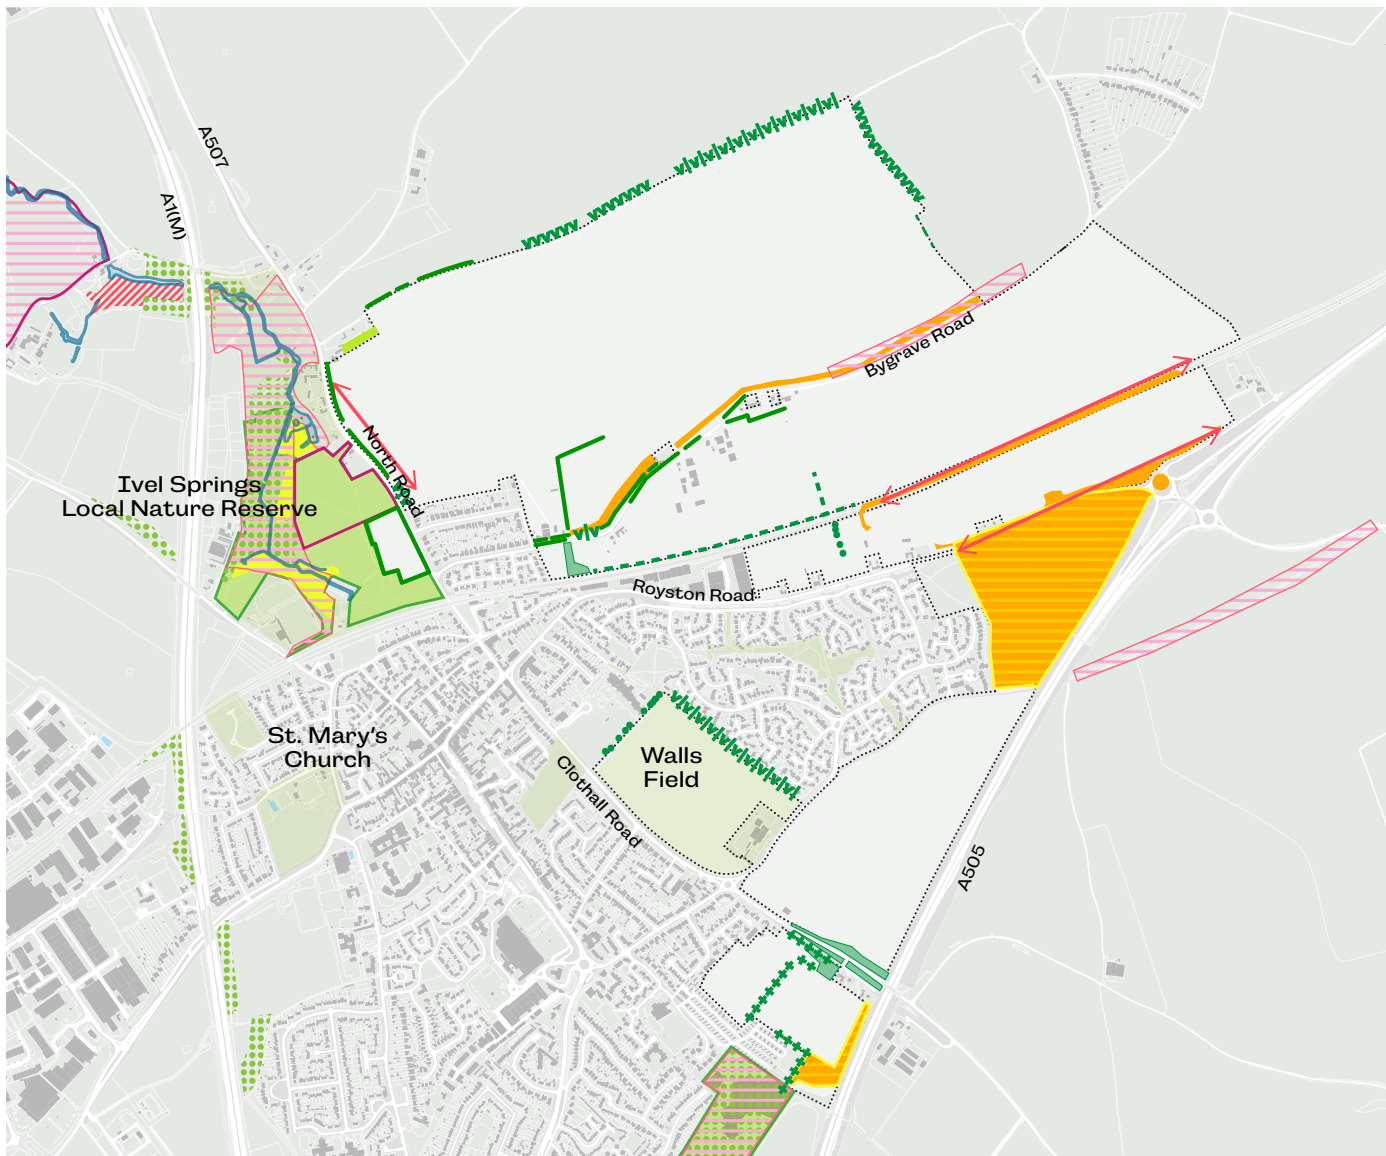 A507
A1(M)
Bygrave Road
North Road
Ivel Springs
Local Nature Reserve
Royston Road
St. Mary's
Church
Walls
Field
Clothall Road
A505